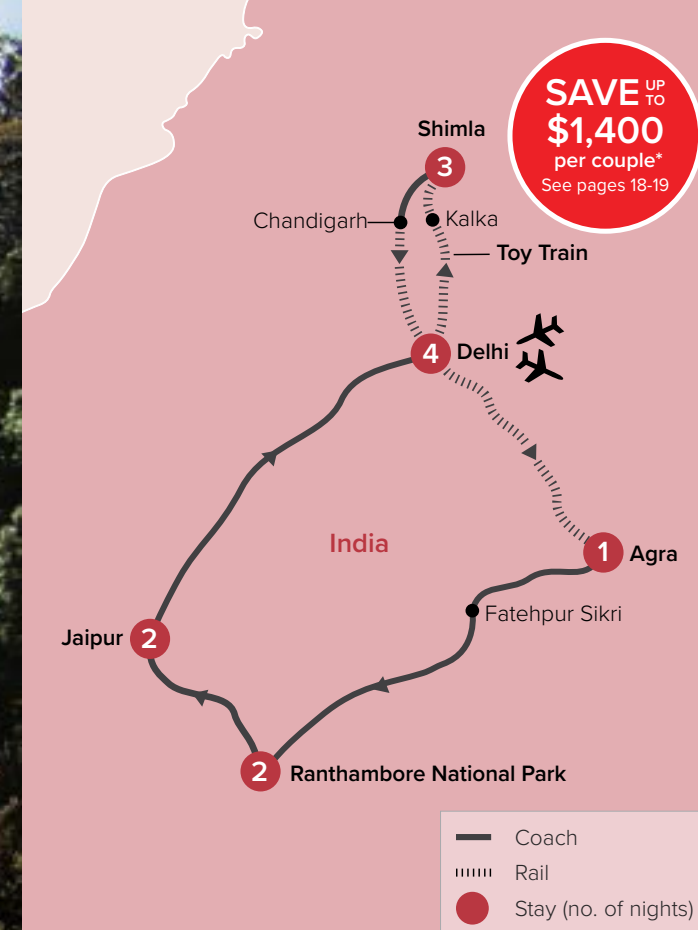 SAVE UP TO
$1,400
per couple*
See pages 18-19
Shimla
3
Chandigarh
Kalka
Toy Train
4
Delhi
India
1
Agra
Fatehpur Sikri
Jaipur
2
2
Ranthambore National Park
Coach
Rail
Stay (no. of nights)